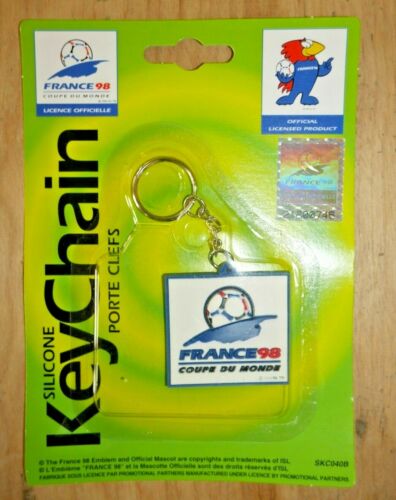 FRANCE 98
COUPE DU MONDE
LICENCE OFFICIELLE
OFFICIAL
LICENSED PRODUCT
FRANCE 98
SILICONE
KeyChain
PORTE CLEFS
FRANCE98
COUPE DU MONDE
© The France 98 Emblem and Official Mascot are copyrights and trademarks of ISL
© L'Emblème "FRANCE 98" et la Mascotte Officielle sont des droits réservés d'ISL
FABRIQUE SOUS LICENCE PAR PROMOTIONAL PARTNERS MANUFACTURED UNDER LICENCE BY PROMOTIONAL PARTNERS
SKC040B